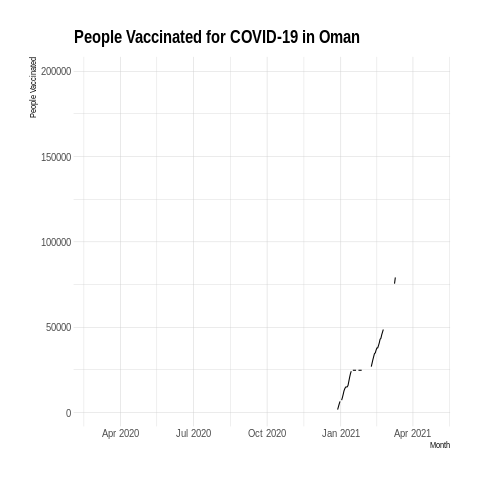 People Vaccinated for COVID-19 in Oman
People Vaccinated
200000
150000
100000
50000
0
Apr 2020 Jul 2020 Oct 2020 Jan 2021 Apr 2021
Month